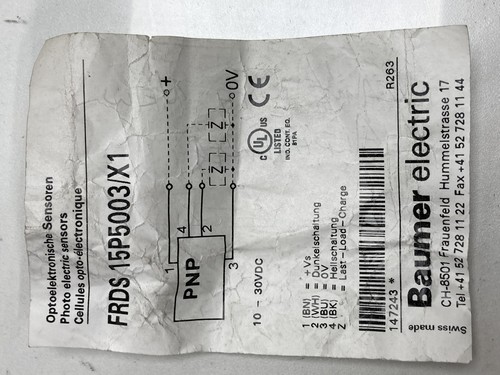 Optoelektronische Sensoren
Photo electric sensors
Cellules opto-électronique
FRDS 15P5003/X1
+
0V
Z
Z
1
4
2
3
PNP
10 - 30VDC
C UL US
LISTED
IND. CONT. EQ.
81PA
CE
1 (BN) = +Vs
2 (WH) = Dunkelschaltung
3 (BU) = 0V
4 (BK) = Hellschaltung
Z = Last-Load-Charge
147243 *
R263
Baumer electric
CH-8501 Frauenfeld Hummelstrasse 17
Tel +41 52 728 11 22 Fax +41 52 728 11 44
Swiss made